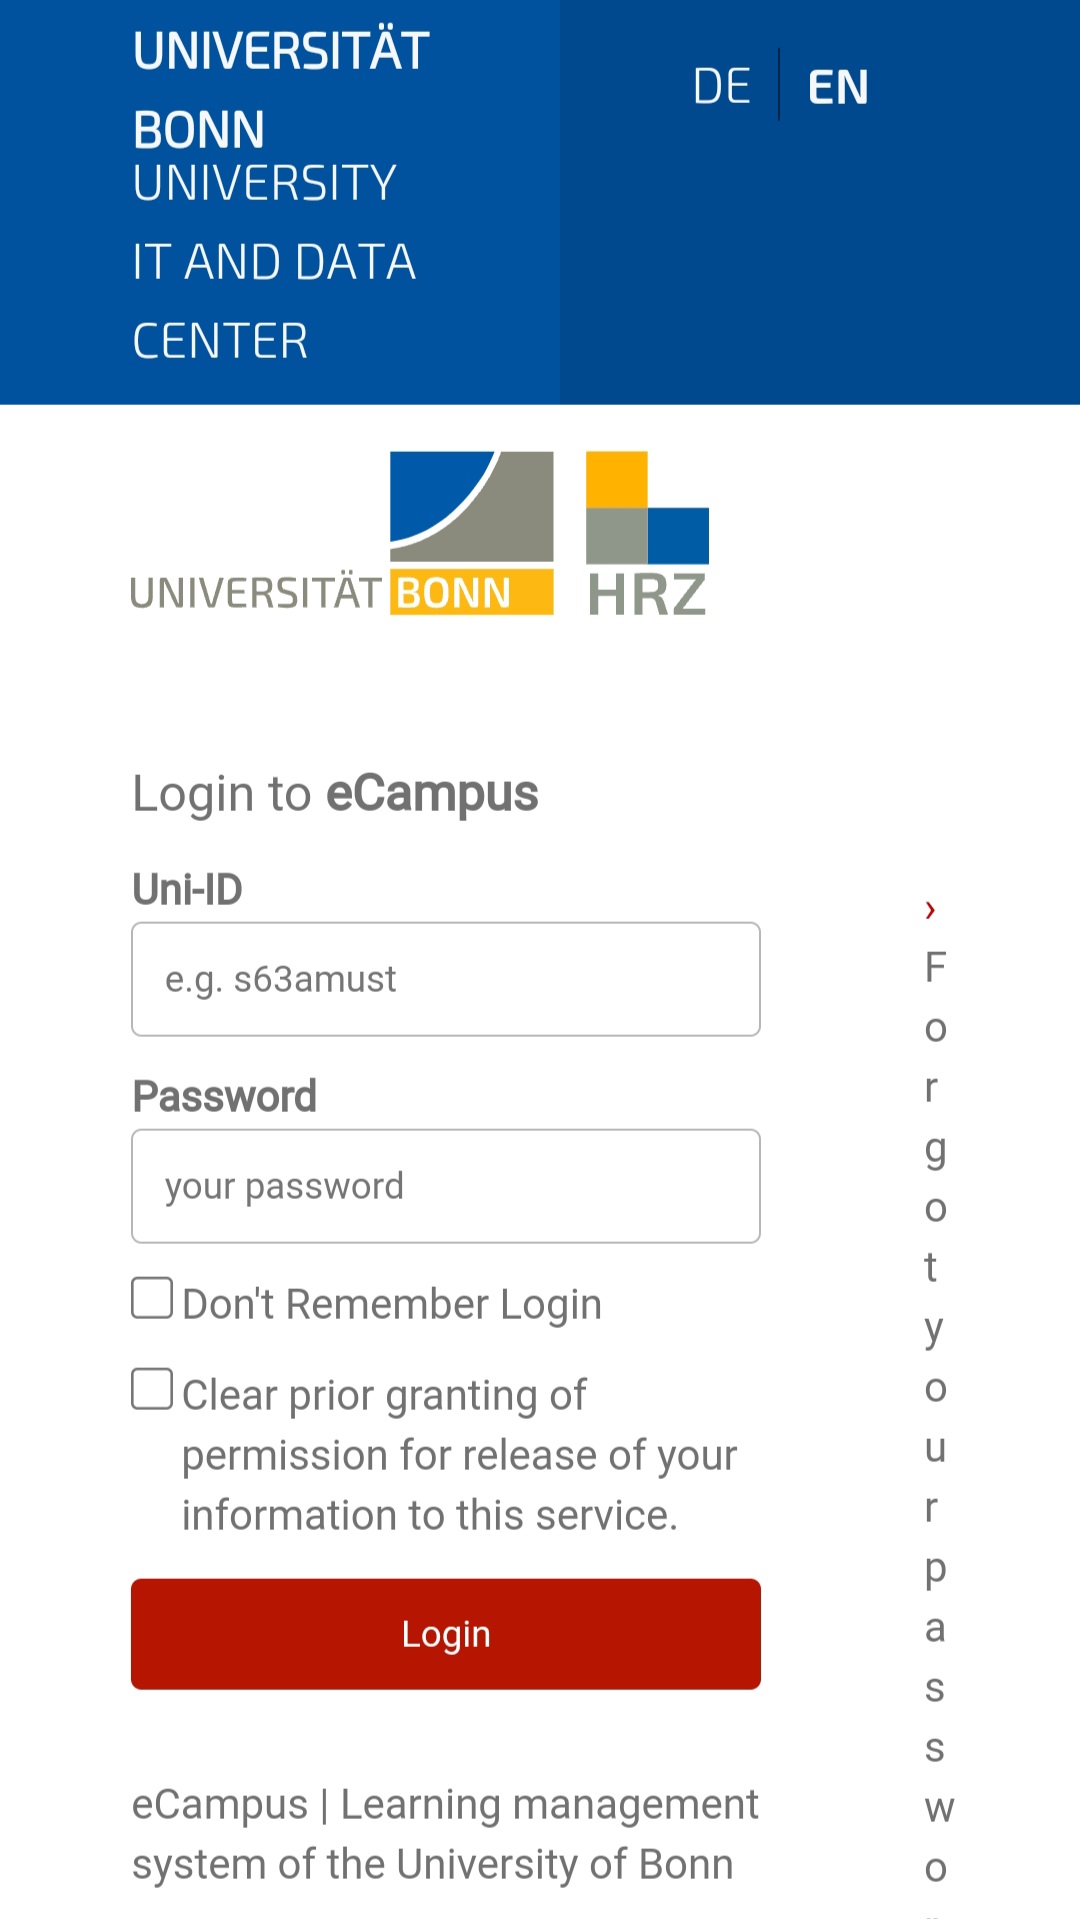 UNIVERSITÄT
BONN
UNIVERSITY
IT AND DATA
CENTER
DE
EN
UNIVERSITÄT BONN
HRZ
Login to eCampus
Uni-ID
e.g. s63amust
Password
your password
Don't Remember Login
Clear prior granting of
permission for release of your
information to this service.
Login
eCampus | Learning management
system of the University of Bonn
›
F
o
r
g
o
t
y
o
u
r
p
a
s
s
w
o